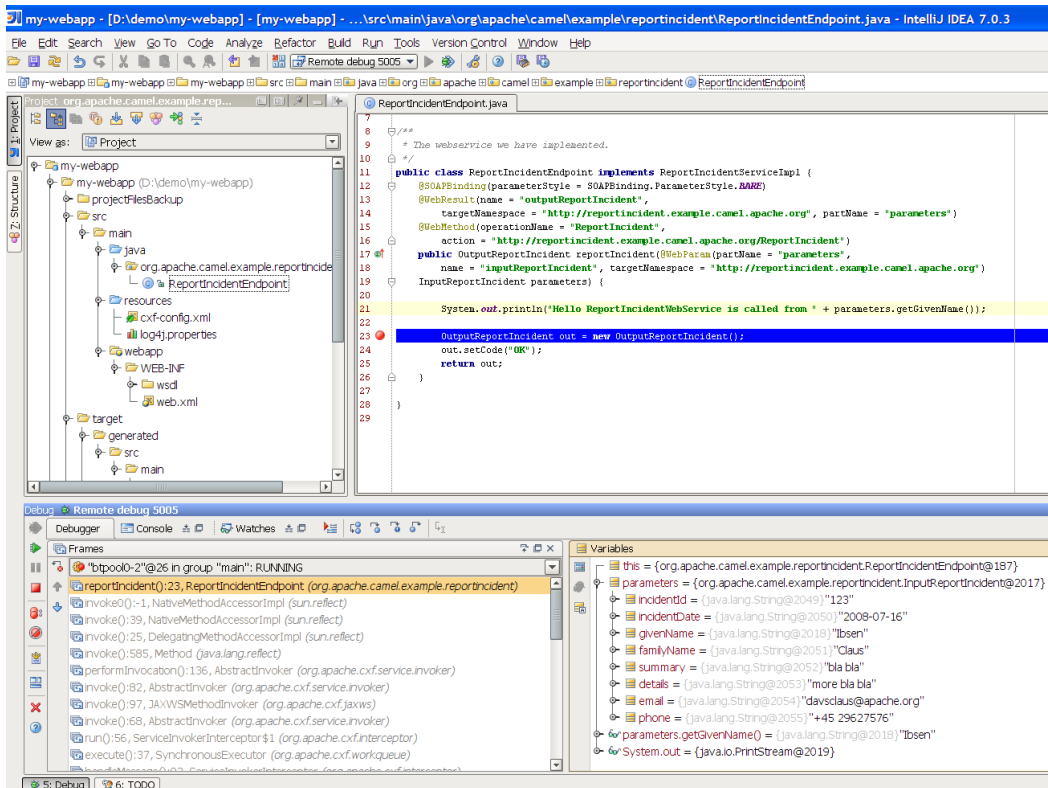 my-webapp - [D:\demo\my-webapp] - [my-webapp] - ...\src\main\java\org\apache\camel\example\reportincident\ReportIncidentEndpoint.java - IntelliJ IDEA 7.0.3
File Edit Search View Go To Code Analyze Refactor Build Run Tools Version Control Window Help
Remote debug 5005
my-webapp my-webapp my-webapp src main java org apache camel example reportincident ReportIncidentEndpoint
Project org.apache.camel.example.rep...
1: Project
Z: Structure
View as: Project
my-webapp
my-webapp (D:\demo\my-webapp)
projectFilesBackup
src
main
java
org.apache.camel.example.reportincide
ReportIncidentEndpoint
resources
cxf-config.xml
log4j.properties
webapp
WEB-INF
wsdl
web.xml
target
generated
src
main
ReportIncidentEndpoint.java
7
8 /**
9 * The webservice we have implemented.
10 */
11 public class ReportIncidentEndpoint implements ReportIncidentServiceImpl {
12 @SOAPBinding(parameterStyle = SOAPBinding.ParameterStyle.BARE)
13 @WebResult(name = "outputReportIncident",
14 targetNamespace = "http://reportincident.example.camel.apache.org", partName = "parameters")
15 @WebMethod(operationName = "ReportIncident",
16 action = "http://reportincident.example.camel.apache.org/ReportIncident")
17 public OutputReportIncident reportIncident(@WebParam(partName = "parameters",
18 name = "inputReportIncident", targetNamespace = "http://reportincident.example.camel.apache.org")
19 InputReportIncident parameters) {
20
21 System.out.println("Hello ReportIncidentWebService is called from " + parameters.getGivenName());
22
23 OutputReportIncident out = new OutputReportIncident();
24 out.setCode("OK");
25 return out;
26 }
27
28 }
29
Debug Remote debug 5005
Debugger Console Watches
Frames
"btpool0-2"@26 in group "main": RUNNING
reportIncident():23, ReportIncidentEndpoint (org.apache.camel.example.reportincident)
invoke0():-1, NativeMethodAccessorImpl (sun.reflect)
invoke():39, NativeMethodAccessorImpl (sun.reflect)
invoke():25, DelegatingMethodAccessorImpl (sun.reflect)
invoke():585, Method (java.lang.reflect)
performInvocation():136, AbstractInvoker (org.apache.cxf.service.invoker)
invoke():82, AbstractInvoker (org.apache.cxf.service.invoker)
invoke():97, JAXWSMethodInvoker (org.apache.cxf.jaxws)
invoke():68, AbstractInvoker (org.apache.cxf.service.invoker)
run():56, ServiceInvokerInterceptor$1 (org.apache.cxf.interceptor)
execute():37, SynchronousExecutor (org.apache.cxf.workqueue)
Variables
this = {org.apache.camel.example.reportincident.ReportIncidentEndpoint@187}
parameters = {org.apache.camel.example.reportincident.InputReportIncident@2017}
incidentId = {java.lang.String@2049}"123"
incidentDate = {java.lang.String@2050}"2008-07-16"
givenName = {java.lang.String@2018}"Ibsen"
familyName = {java.lang.String@2051}"Claus"
summary = {java.lang.String@2052}"bla bla"
details = {java.lang.String@2053}"more bla bla"
email = {java.lang.String@2054}"davsclaus@apache.org"
phone = {java.lang.String@2055}"+45 29627576"
parameters.getGivenName() = {java.lang.String@2018}"Ibsen"
System.out = {java.io.PrintStream@2019}
5: Debug 6: TODO